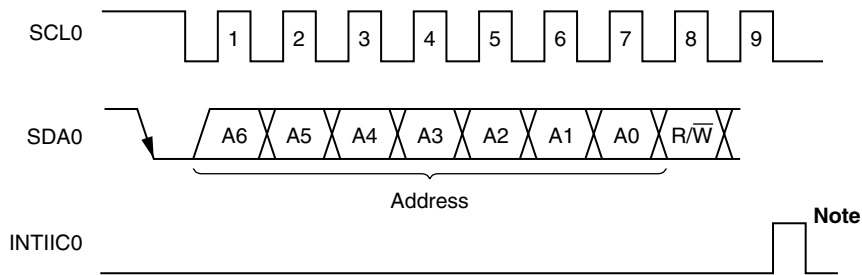 SCL0 1 2 3 4 5 6 7 8 9
SDA0 A6 A5 A4 A3 A2 A1 A0 R/W̅
Address
Note
INTIIC0